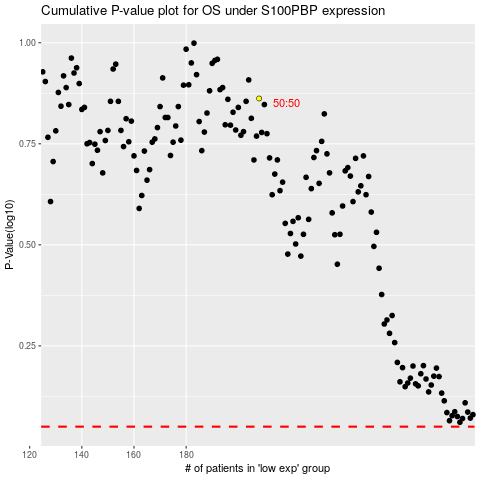 Cumulative P-value plot for OS under S100PBP expression
1.00
50:50
0.75
P-Value(log10)
0.50
0.25
120 140 160 180
# of patients in 'low exp' group